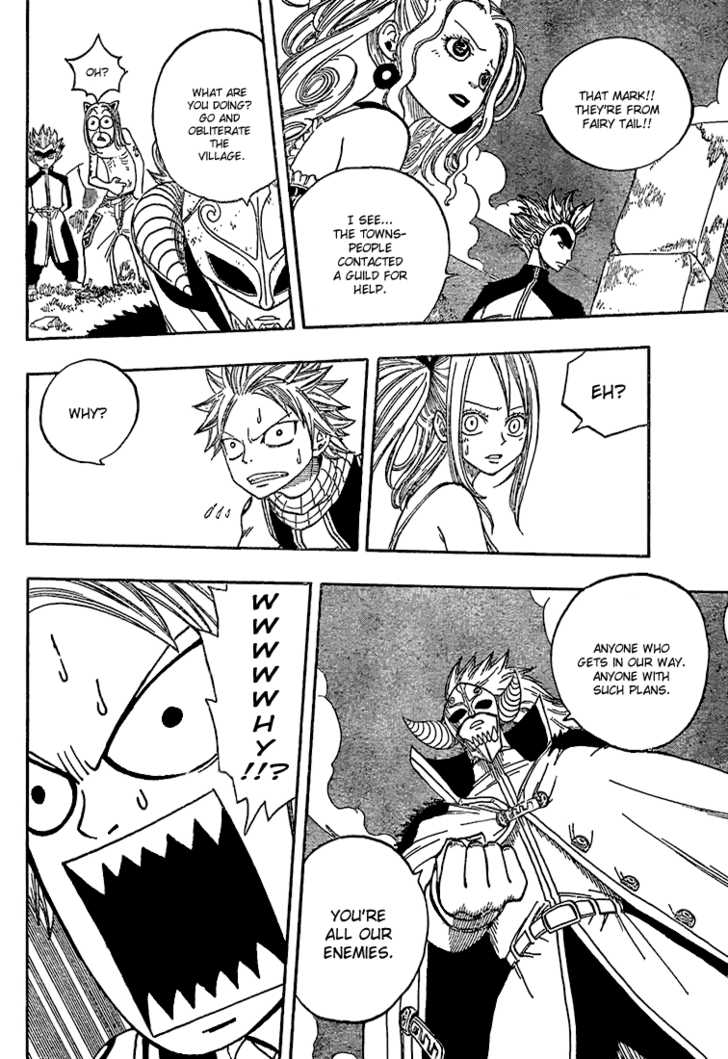 THAT MARK!!
THEY'RE FROM
FAIRY TAIL!!
I SEE...
THE TOWNS-
PEOPLE
CONTACTED
A GUILD FOR
HELP.
WHAT ARE
YOU DOING?
GO AND
OBLITERATE
THE
VILLAGE.
OH?
EH?
WHY?
ANYONE WHO
GETS IN OUR WAY.
ANYONE WITH
SUCH PLANS.
YOU'RE
ALL OUR
ENEMIES.
WWWWWHY!!?